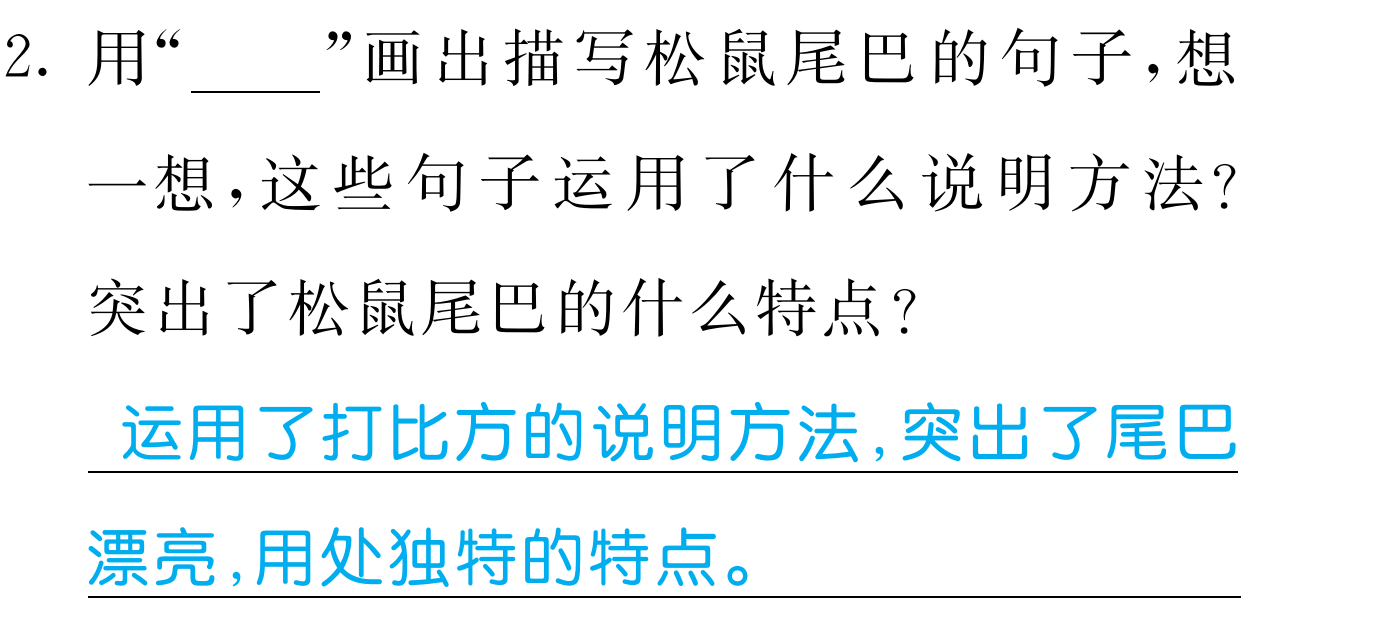 2. 用“____”画出描写松鼠尾巴的句子,想
一想,这些句子运用了什么说明方法?
突出了松鼠尾巴的什么特点?
运用了打比方的说明方法,突出了尾巴
漂亮,用处独特的特点。